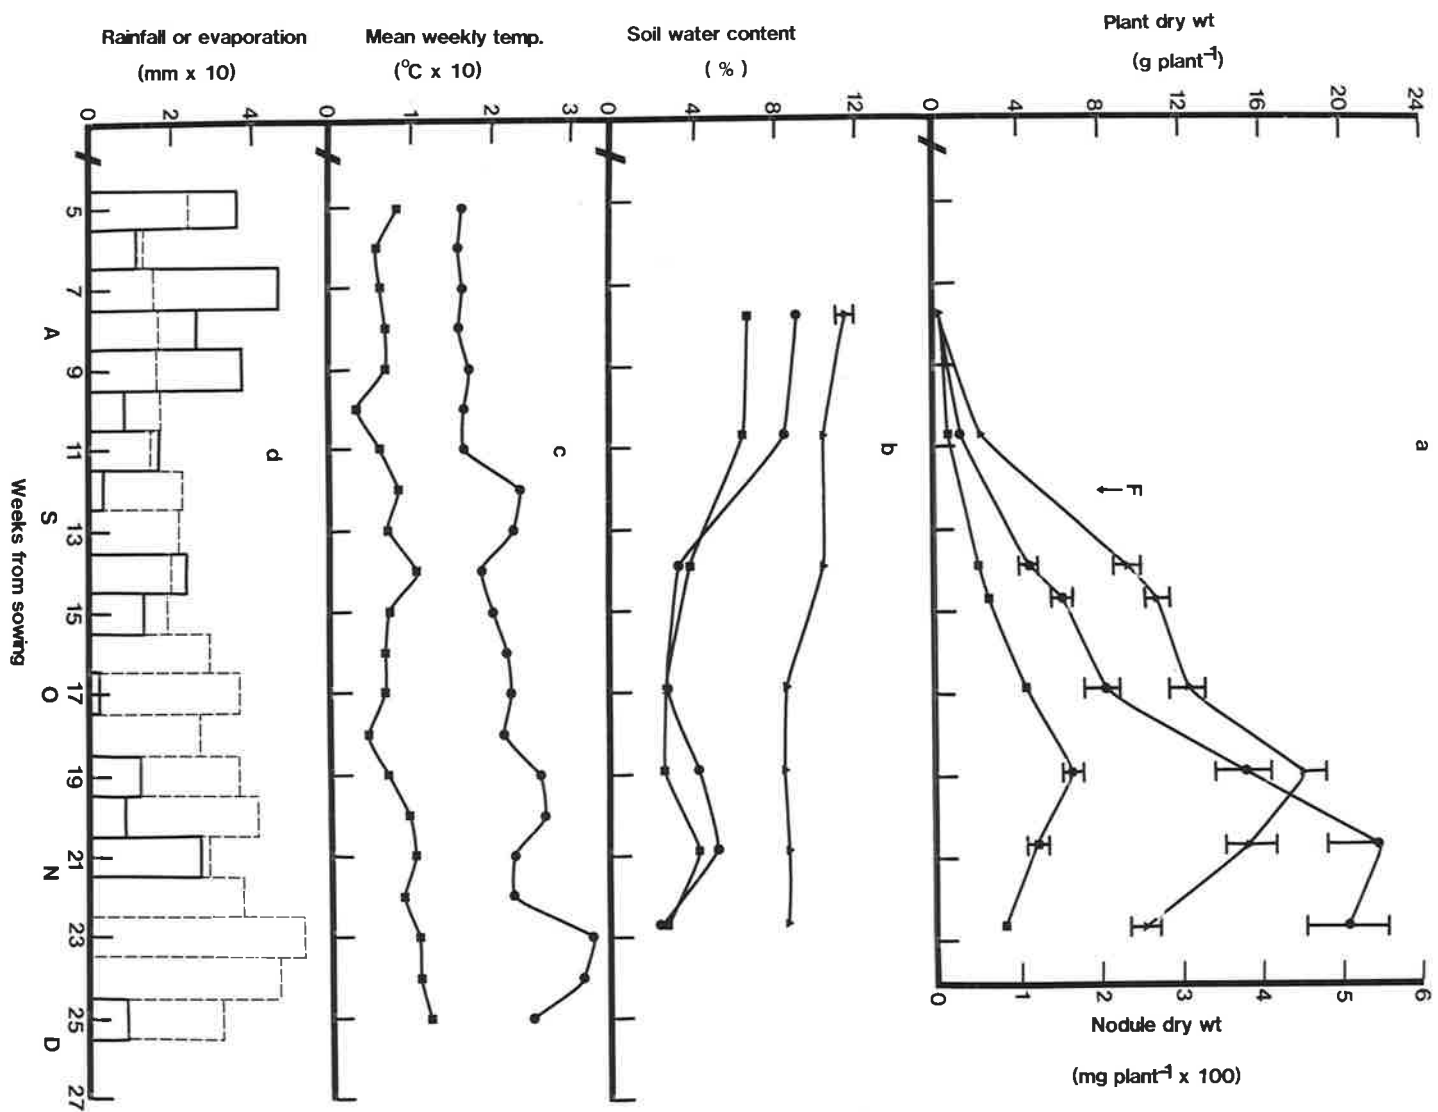 Rainfall or evaporation
(mm x 10)
0 2 4
Mean weekly temp.
(°C x 10)
0 1 2 3
Soil water content
( % )
0 4 8 12
Plant dry wt
(g plant⁻¹)
0 4 8 12 16 20 24
a
F
b
c
d
5 7 9 11 13 15 17 19 21 23 25 27
A S O N D
Weeks from sowing
0 1 2 3 4 5 6
Nodule dry wt
(mg plant⁻¹ x 100)